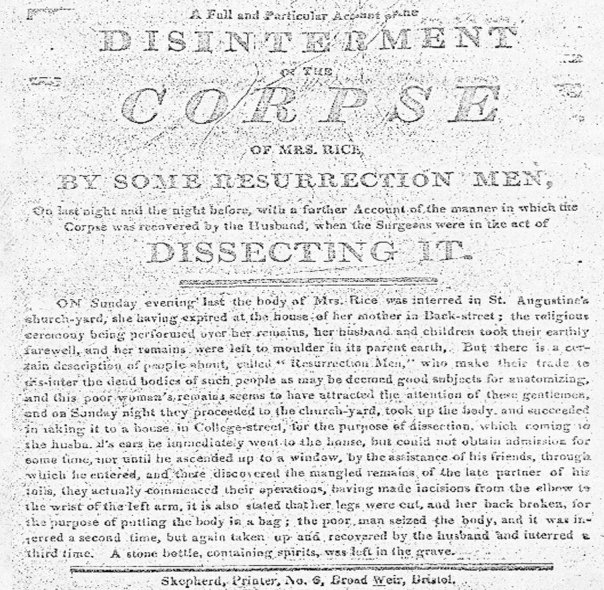 A Full and Particular Account of the
DISINTERMENT
OF THE
CORPSE
OF MRS. RICE,
BY SOME RESURRECTION MEN,
On last night and the night before, with a further Account of the manner in which the
Corpse was recovered by the Husband, when the Surgeons were in the act of
DISSECTING IT.
ON Sunday evening last the body of Mrs. Rice was interred in St. Augustine's
church-yard, she having expired at the house of her mother in Back-street; the religious
ceremony being performed over her remains, her husband and children took their earthly
farewell, and her remains were left to moulder in its parent earth, But there is a cer-
tain description of people about, called "Resurrection Men," who make their trade to
dis-inter the dead bodies of such people as may be deemed good subjects for anatomizing,
and this poor woman's remains seems to have attracted the attention of these gentlemen,
and on Sunday night they proceeded to the church-yard, took up the body, and succeeded
in taking it to a house in College-street, for the purpose of dissection, which coming to
the husband's ears he immediately went to the house, but could not obtain admission for
some time, nor until he ascended up to a window, by the assistance of his friends, through
which he entered, and there discovered the mangled remains of the late partner of his
toils, they actually commenced their operations, having made incisions from the elbow to
the wrist of the left arm, it is also stated that her legs were cut, and her back broken, for
the purpose of putting the body in a bag; the poor man seized the body, and it was in-
terred a second time, but again taken up and recovered by the husband and interred a
third time. A stone bottle, containing spirits, was left in the grave.
Shepherd, Printer, No. 6, Broad Weir, Bristol.